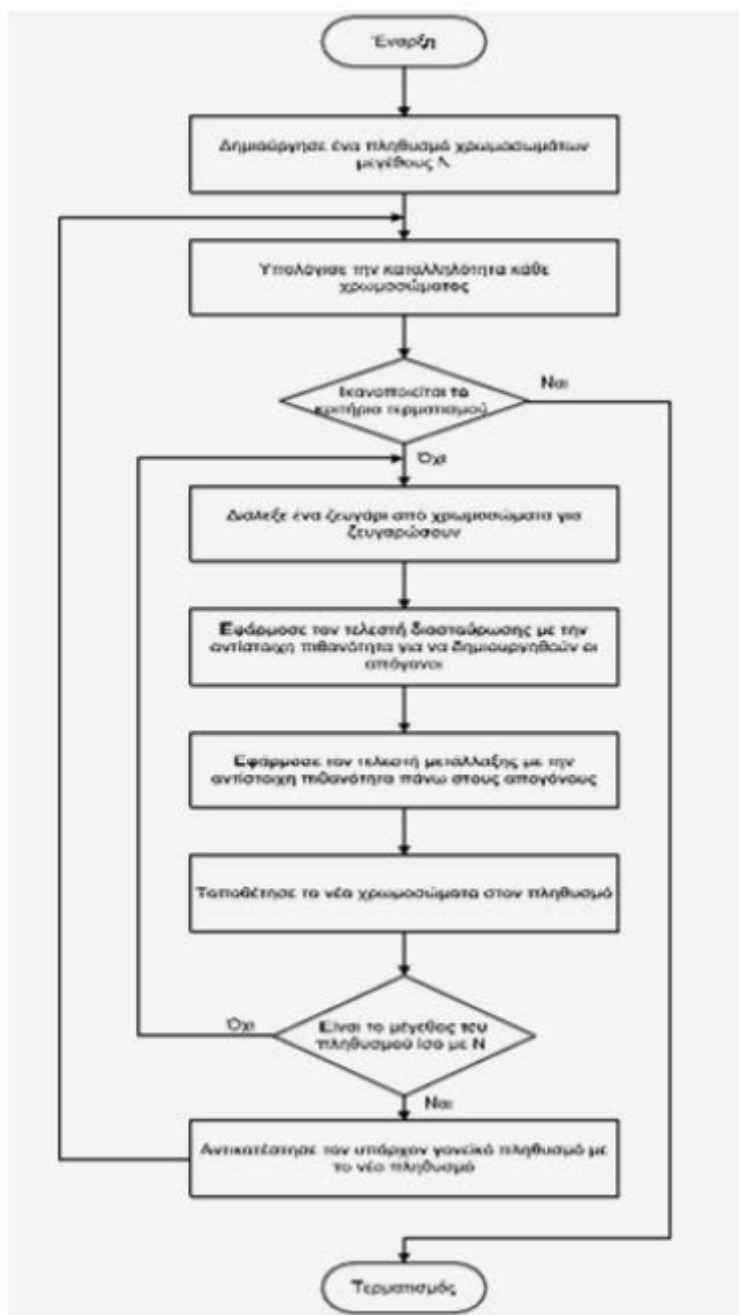 Έναρξη
Δημιούργησε ένα πληθυσμό χρωμοσωμάτων
μεγέθους
Υπολόγισε την καταλληλότητα κάθε
χρωμοσώματος
Ικανοποιείται το
κριτήριο τερματισμού
Ναι
Όχι
Διάλεξε ένα ζευγάρι από χρωμοσώματα για
ζευγαρώσουν
Εφάρμοσε τον τελεστή διασταύρωσης με την
αντίστοιχη πιθανότητα για να δημιουργηθούν οι
απόγονοι
Εφάρμοσε τον τελεστή μετάλλαξης με την
αντίστοιχη πιθανότητα πάνω στους απογόνους
Τοποθέτησε τα νέα χρωμοσώματα στον πληθυσμό
Όχι
Είναι το μέγεθος του
πληθυσμού ίσο με N
Ναι
Αντικατέστησε τον υπάρχον γονεϊκό πληθυσμό με
το νέο πληθυσμό
Τερματισμός